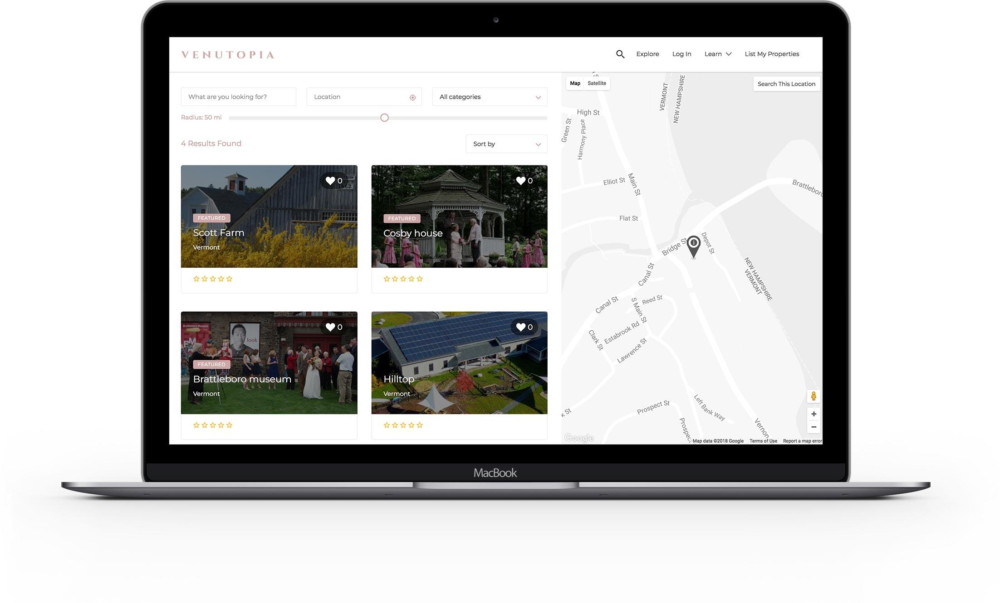 VENUTOPIA
Explore
Log In
Learn
List My Properties
What are you looking for?
Location
All categories
Radius: 50 mi
4 Results Found
Sort by
0
1862
FEATURED
Scott Farm
Vermont
0
FEATURED
Cosby house
Brattleboro Museum
look
0
FEATURED
Brattleboro museum
Vermont
0
Hilltop
Vermont
Map
Satellite
Search This Location
VERMONT
NEW HAMPSHIRE
High St
Green St
Harmony Place
Main St
Elliot St
Brattleboro
Flat St
Bridge St
Depot St
Canal St
NEW HAMPSHIRE
VERMONT
Canal St
S Main St
Reed St
Estabrook Rd
Clark St
Lawrence St
Prospect St
Left Bank Way
k St
Prospec
Vernon
Google
Map data ©2018 Google
Terms of Use
Report a map error
MacBook